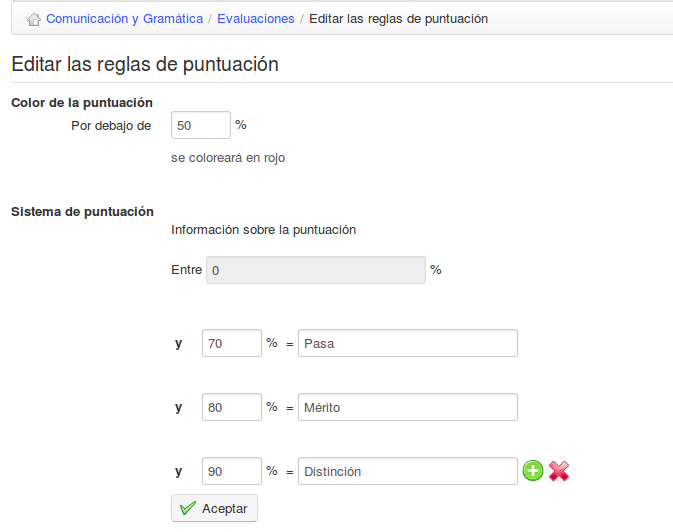 Comunicación y Gramática / Evaluaciones / Editar las reglas de puntuación
Editar las reglas de puntuación
Color de la puntuación
Por debajo de 50 %
se coloreará en rojo
Sistema de puntuación
Información sobre la puntuación
Entre 0 %
y 70 % = Pasa
y 80 % = Mérito
y 90 % = Distinción
Aceptar